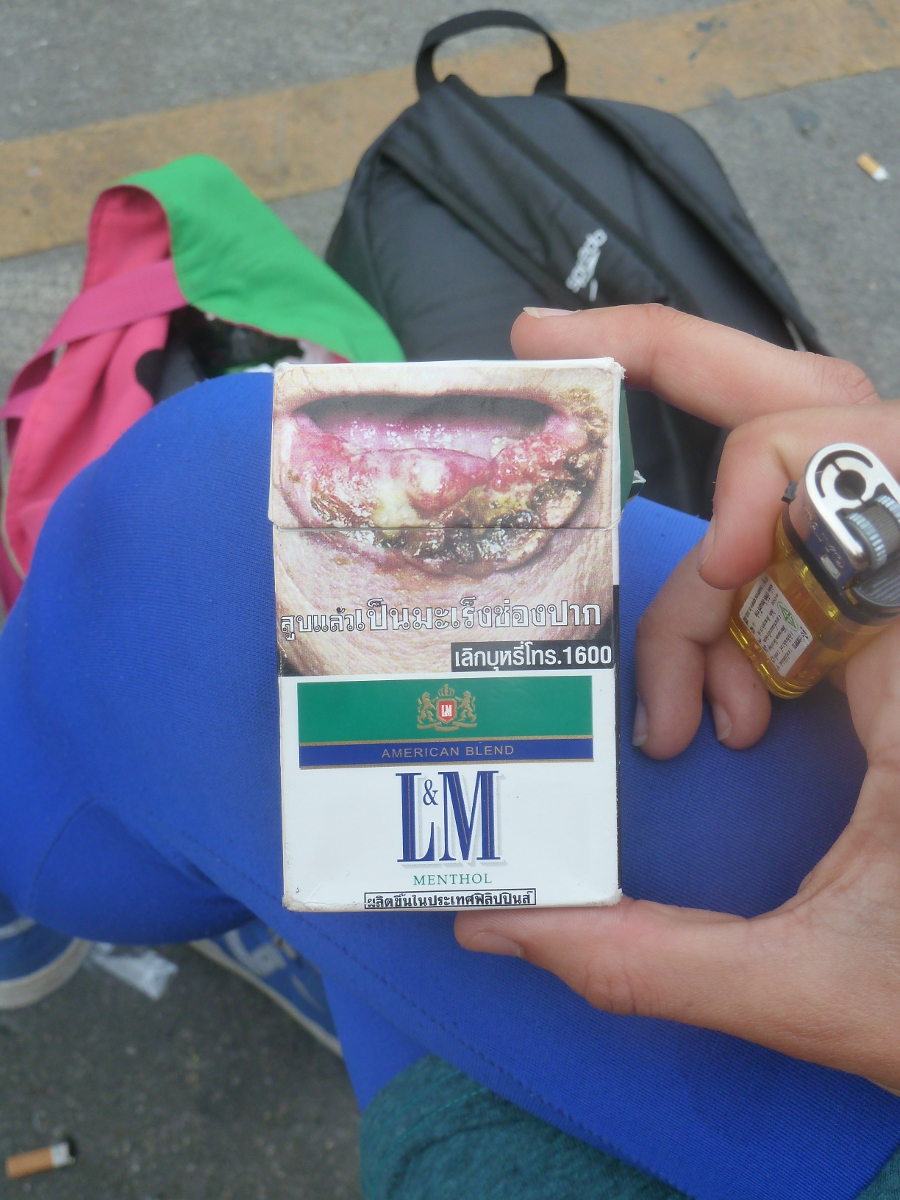 speedo
สูบแล้วเป็นมะเร็งช่องปาก
เลิกบุหรี่โทร.1600
LM
AMERICAN BLEND
L&M
MENTHOL
ผลิตขึ้นในประเทศฟิลิปปินส์